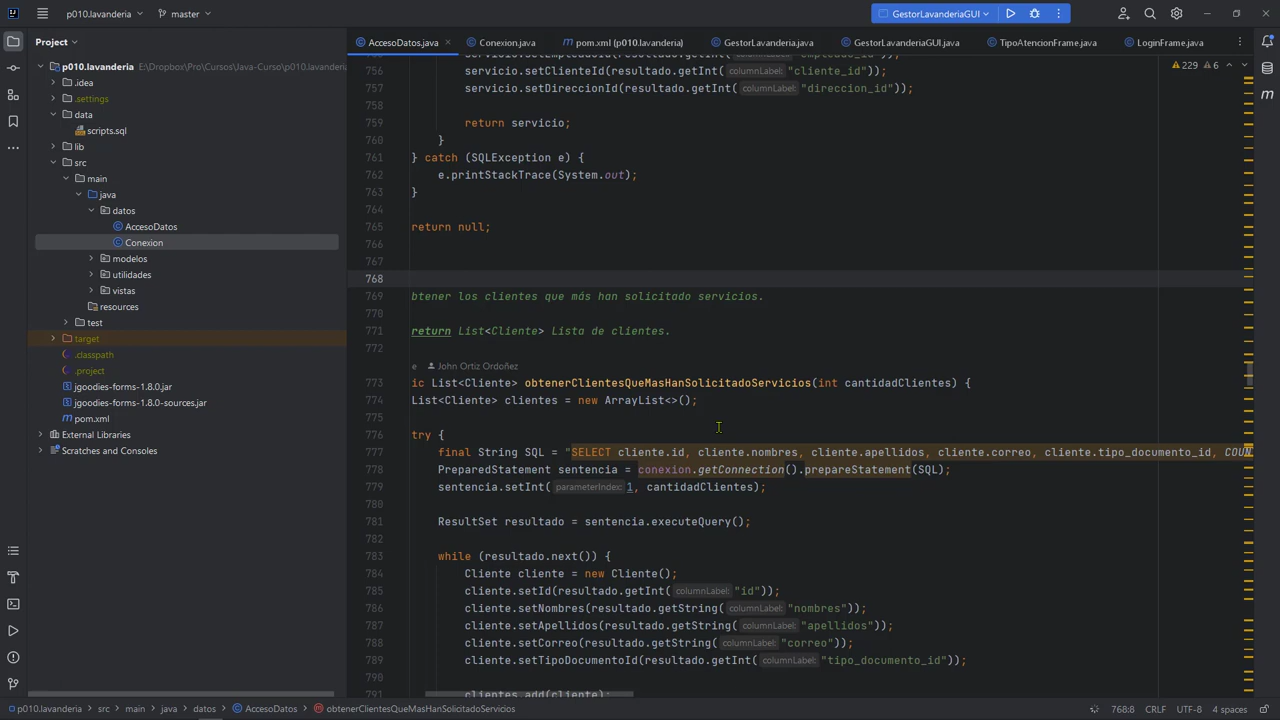 p010.lavanderia
master
GestorLavanderiaGUI
Project
AccesoDatos.java
Conexion.java
pom.xml (p010.lavanderia)
GestorLavanderia.java
GestorLavanderiaGUI.java
TipoAtencionFrame.java
LoginFrame.java
p010.lavanderia E:\Dropbox\Pro\Cursos\Java-Curso\p010.lavanderia
.idea
.settings
data
scripts.sql
lib
src
main
java
datos
AccesoDatos
Conexion
modelos
utilidades
vistas
resources
test
target
.classpath
.project
jgoodies-forms-1.8.0.jar
jgoodies-forms-1.8.0-sources.jar
pom.xml
External Libraries
Scratches and Consoles
229 6
756 servicio.setClienteId(resultado.getInt( columnLabel: "cliente_id"));
757 servicio.setDireccionId(resultado.getInt( columnLabel: "direccion_id"));
758
759 return servicio;
760 }
761 } catch (SQLException e) {
762 e.printStackTrace(System.out);
763 }
764
765 return null;
766
767
768
769 btener los clientes que más han solicitado servicios.
770
771 return List<Cliente> Lista de clientes.
772
e John Ortiz Ordoñez
773 ic List<Cliente> obtenerClientesQueMasHanSolicitadoServicios(int cantidadClientes) {
774 List<Cliente> clientes = new ArrayList<>();
775
776 try {
777 final String SQL = "SELECT cliente.id, cliente.nombres, cliente.apellidos, cliente.correo, cliente.tipo_documento_id, COUN
778 PreparedStatement sentencia = conexion.getConnection().prepareStatement(SQL);
779 sentencia.setInt( parameterIndex: 1, cantidadClientes);
780
781 ResultSet resultado = sentencia.executeQuery();
782
783 while (resultado.next()) {
784 Cliente cliente = new Cliente();
785 cliente.setId(resultado.getInt( columnLabel: "id"));
786 cliente.setNombres(resultado.getString( columnLabel: "nombres"));
787 cliente.setApellidos(resultado.getString( columnLabel: "apellidos"));
788 cliente.setCorreo(resultado.getString( columnLabel: "correo"));
789 cliente.setTIpoDocumentoId(resultado.getInt( columnLabel: "tipo_documento_id"));
790
791 clientes.add(cliente);
p010.lavanderia > src > main > java > datos > AccesoDatos > obtenerClientesQueMasHanSolicitadoServicios
768:8 CRLF UTF-8 4 spaces